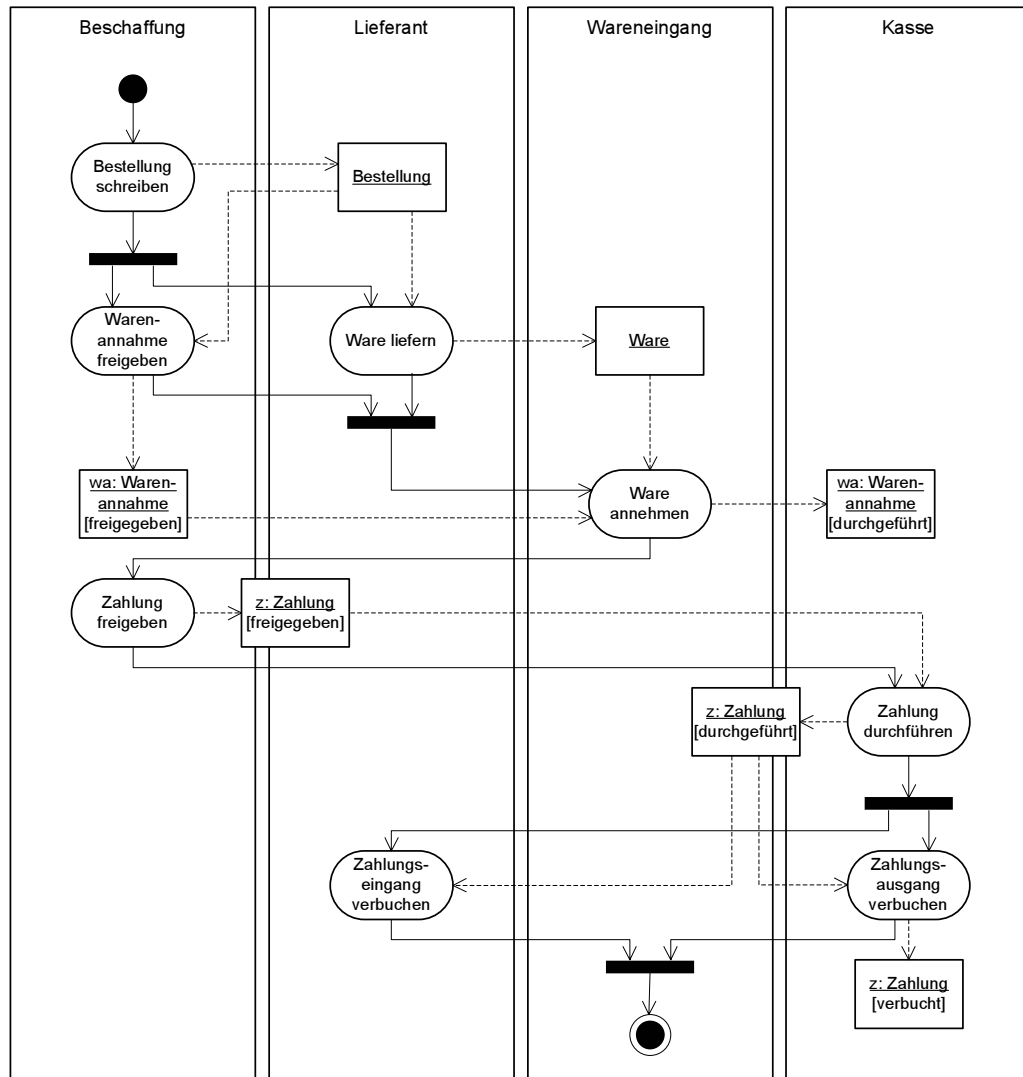 Beschaffung
Lieferant
Wareneingang
Kasse
Bestellung
schreiben
Bestellung
Waren-
annahme
freigeben
Ware liefern
Ware
wa: Waren-
annahme
[freigegeben]
Ware
annehmen
wa: Waren-
annahme
[durchgeführt]
Zahlung
freigeben
z: Zahlung
[freigegeben]
z: Zahlung
[durchgeführt]
Zahlung
durchführen
Zahlungs-
eingang
verbuchen
Zahlungs-
ausgang
verbuchen
z: Zahlung
[verbucht]